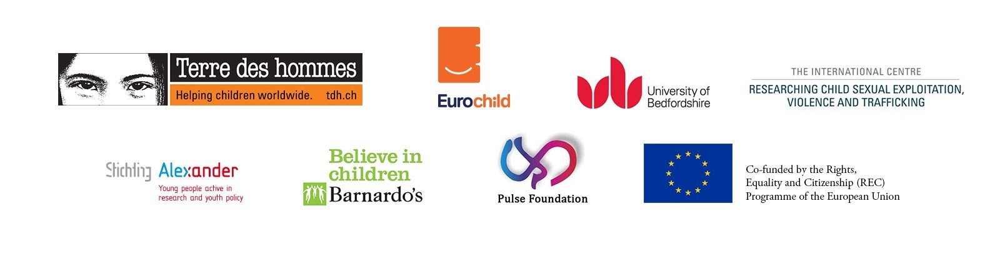 Terre des hommes
Helping children worldwide. tdh.ch
Eurochild
University of
Bedfordshire
THE INTERNATIONAL CENTRE
RESEARCHING CHILD SEXUAL EXPLOITATION,
VIOLENCE AND TRAFFICKING
Stichting Alexander
Young people active in
research and youth policy
Believe in
children
Barnardo's
Pulse Foundation
Co-funded by the Rights,
Equality and Citizenship (REC)
Programme of the European Union